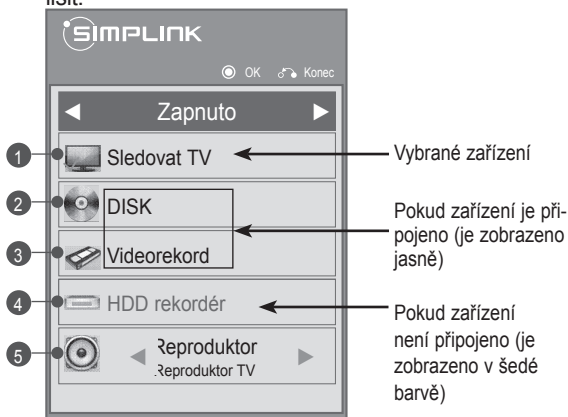 SIMPLINK
OK Konec
Zapnuto
1 Sledovat TV
Vybrané zařízení
2 DISK
3 Videorekord
Pokud zařízení je při-
pojeno (je zobrazeno
jasně)
4 HDD rekordér
Pokud zařízení
není připojeno (je
zobrazeno v šedé
barvě)
5 Reproduktor
Reproduktor TV